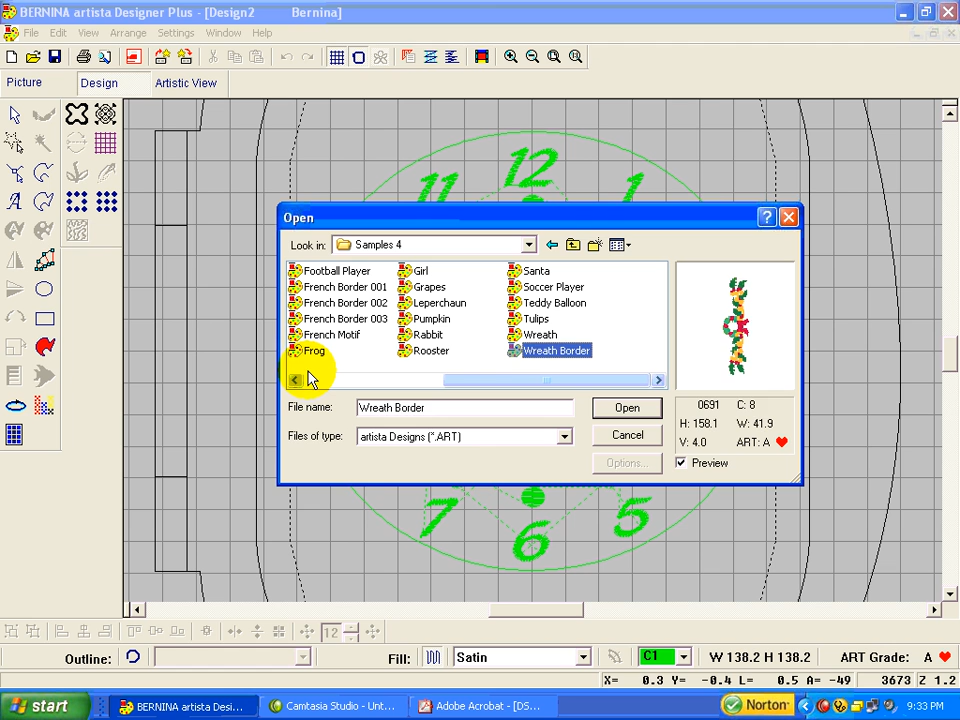 BERNINA artista Designer Plus - [Design2 Bernina]
File Edit View Arrange Settings Window Help
Picture Design Artistic View
12
11 1
Open
Look in: Samples 4
Football Player Girl Santa
French Border 001 Grapes Soccer Player
French Border 002 Leperchaun Teddy Balloon
French Border 003 Pumpkin Tulips
French Motif Rabbit Wreath
Frog Rooster Wreath Border
File name: Wreath Border Open
Files of type: artista Designs (*.ART) Cancel
Options...
0691 C: 8
H: 158.1 W: 41.9
V: 4.0 ART: A
Preview
7 6 5
12
Outline: Fill: Satin C1 W 138.2 H 138.2 ART Grade: A
X= 0.3 Y= -0.4 L= 0.5 A= -49 3673 Z 1.2
start BERNINA artista Desi... Camtasia Studio - Unt... Adobe Acrobat - [DS... Norton 9:33 PM